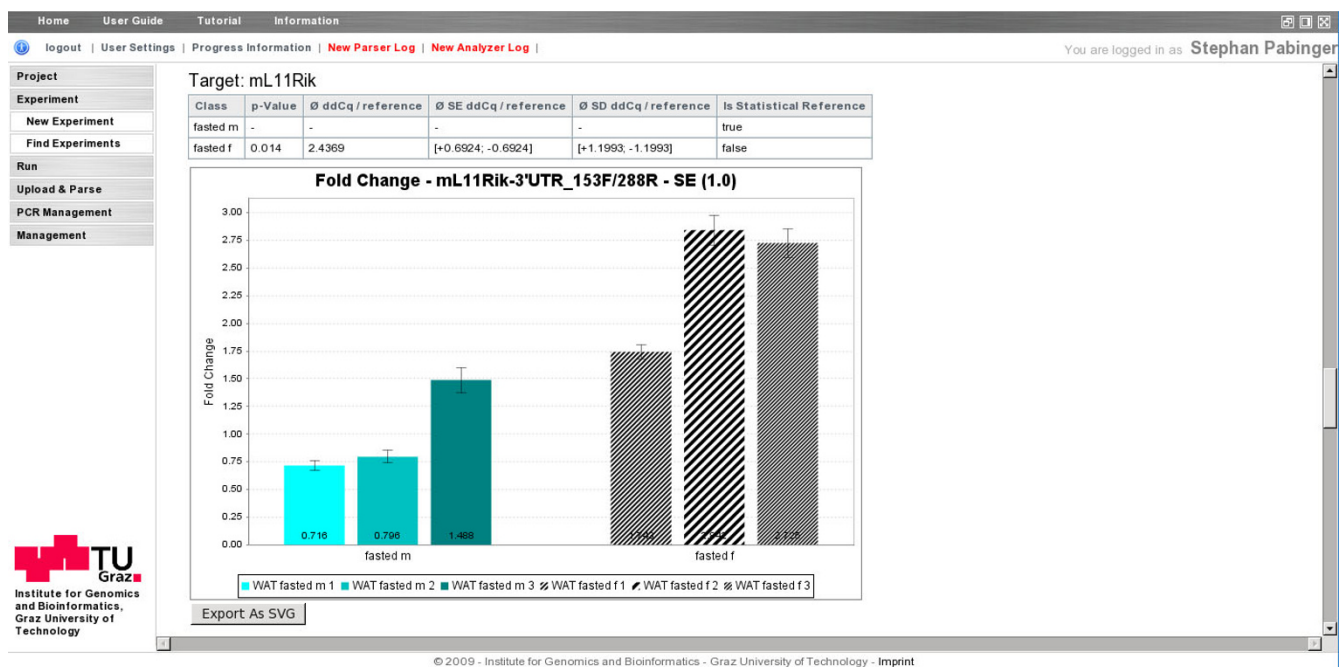 Home User Guide Tutorial Information
logout | User Settings | Progress Information | New Parser Log | New Analyzer Log |
You are logged in as Stephan Pabinger
Project
Experiment
New Experiment
Find Experiments
Run
Upload & Parse
PCR Management
Management
TU
Graz
Institute for Genomics
and Bioinformatics,
Graz University of
Technology
Target: mL11Rik
Class p-Value Ø ddCq / reference Ø SE ddCq / reference Ø SD ddCq / reference Is Statistical Reference
fasted m - - - - true
fasted f 0.014 2.4369 [+0.6924; -0.6924] [+1.1993; -1.1993] false
Fold Change - mL11Rik-3'UTR_153F/288R - SE (1.0)
Fold Change
3.00
2.75
2.50
2.25
2.00
1.75
1.50
1.25
1.00
0.75
0.50
0.25
0.00
0.716 0.796 1.488
fasted m fasted f
WAT fasted m 1 WAT fasted m 2 WAT fasted m 3 WAT fasted f 1 WAT fasted f 2 WAT fasted f 3
Export As SVG
© 2009 - Institute for Genomics and Bioinformatics - Graz University of Technology - Imprint